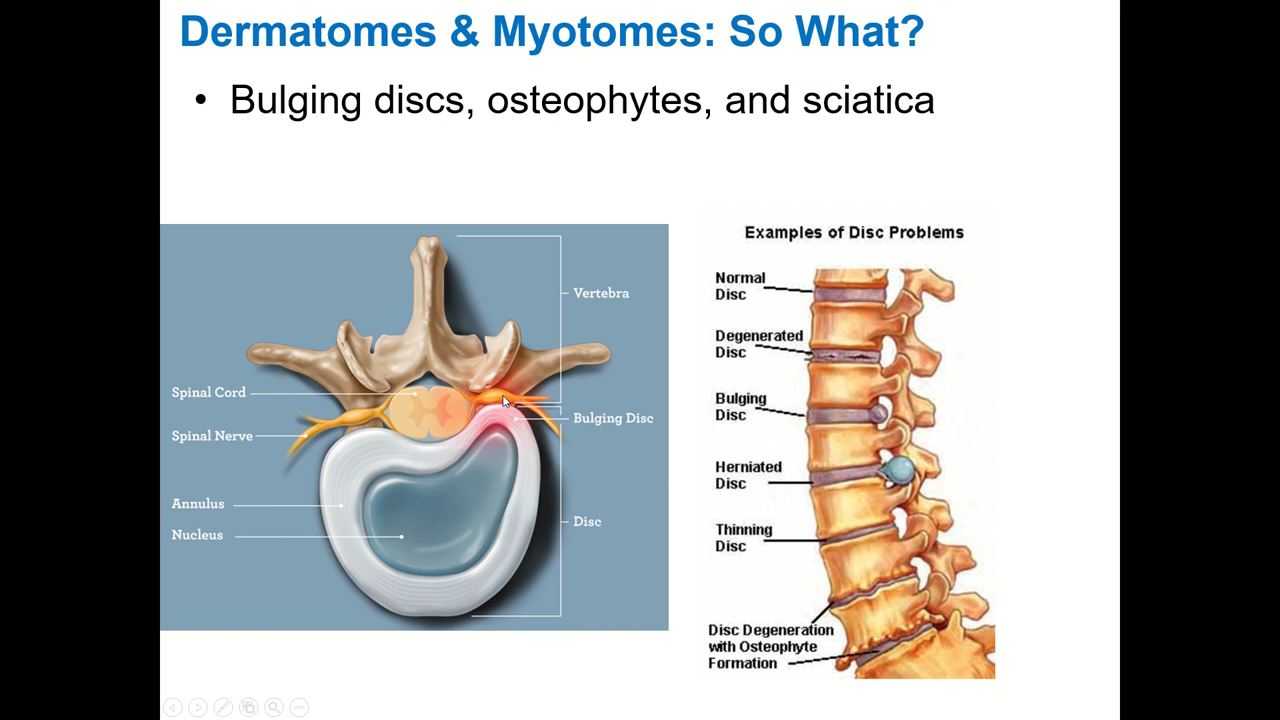 Dermatomes & Myotomes: So What?
• Bulging discs, osteophytes, and sciatica
Vertebra
Spinal Cord
Bulging Disc
Spinal Nerve
Annulus
Disc
Nucleus
Examples of Disc Problems
Normal
Disc
Degenerated
Disc
Bulging
Disc
Herniated
Disc
Thinning
Disc
Disc Degeneration
with Osteophyte
Formation